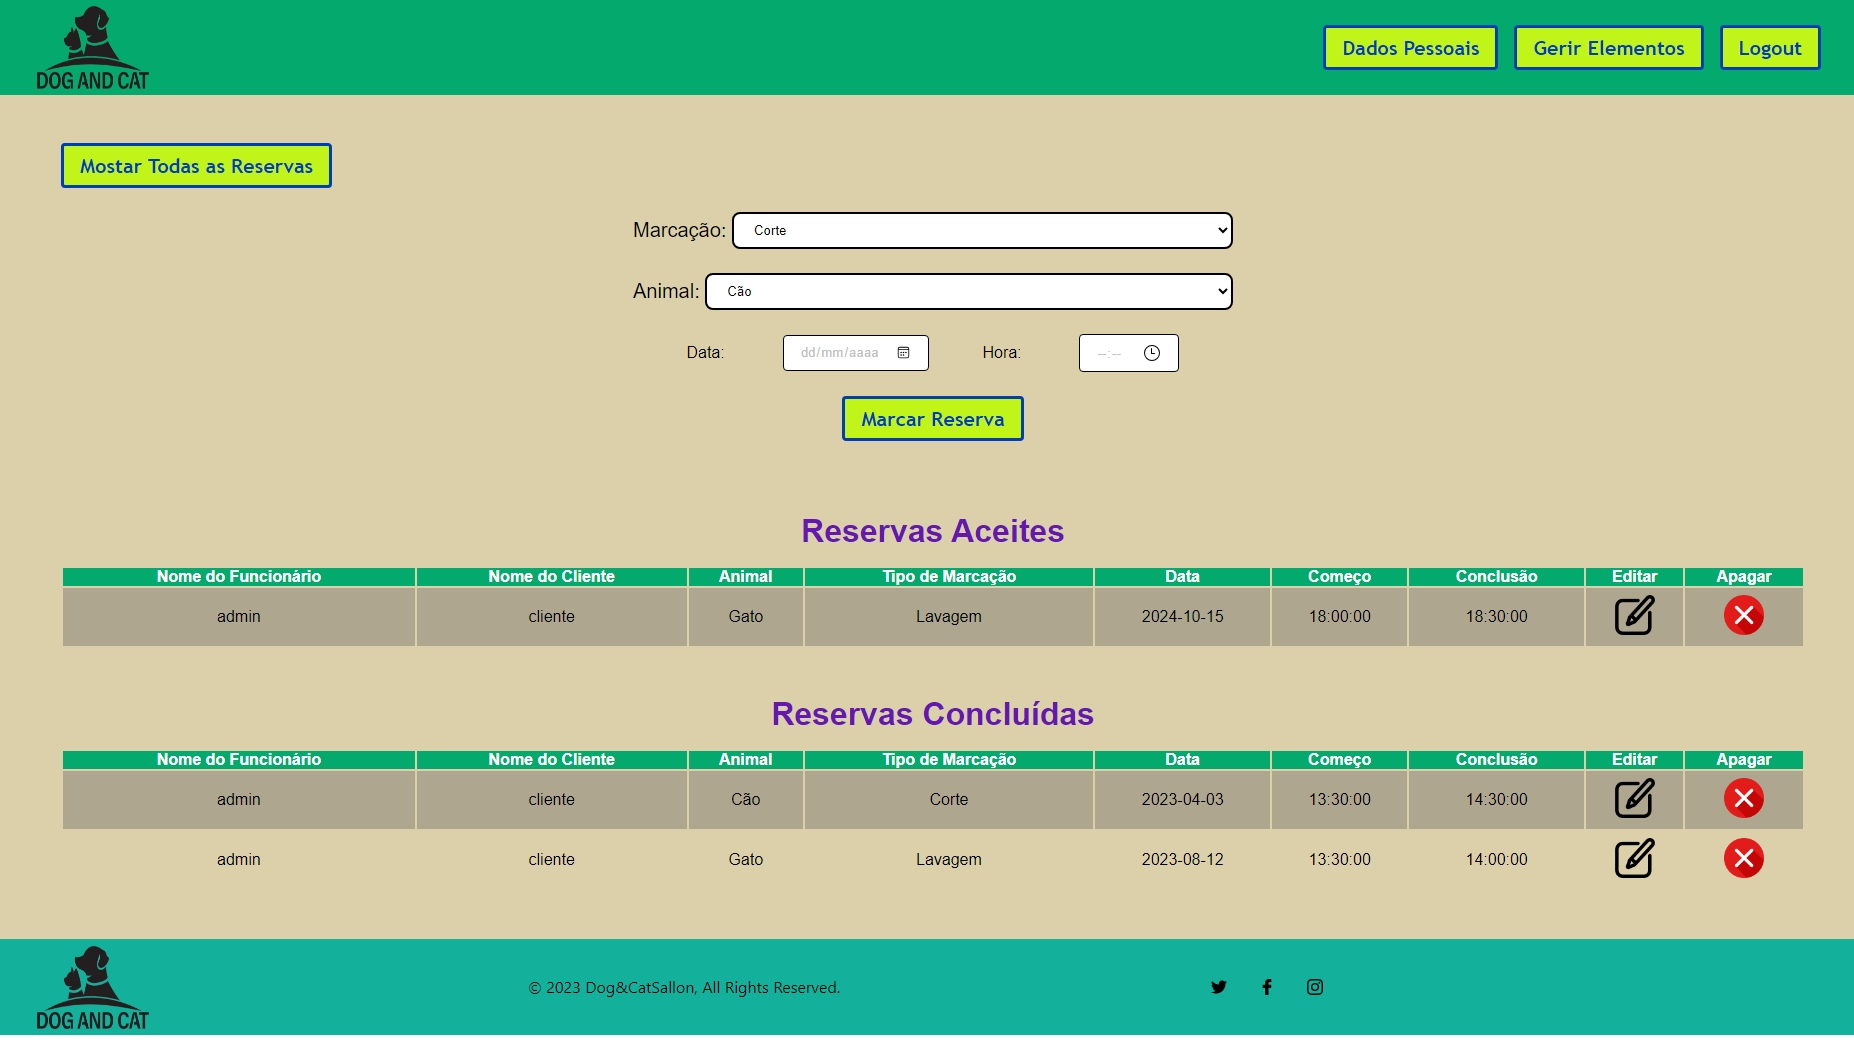 DOG AND CAT
Dados Pessoais Gerir Elementos Logout
Mostar Todas as Reservas
Marcação: Corte
Animal: Cão
Data: dd/mm/aaaa Hora: --:--
Marcar Reserva
Reservas Aceites
Nome do Funcionário Nome do Cliente Animal Tipo de Marcação Data Começo Conclusão Editar Apagar
admin cliente Gato Lavagem 2024-10-15 18:00:00 18:30:00
Reservas Concluídas
Nome do Funcionário Nome do Cliente Animal Tipo de Marcação Data Começo Conclusão Editar Apagar
admin cliente Cão Corte 2023-04-03 13:30:00 14:30:00
admin cliente Gato Lavagem 2023-08-12 13:30:00 14:00:00
DOG AND CAT
© 2023 Dog&CatSallon, All Rights Reserved.